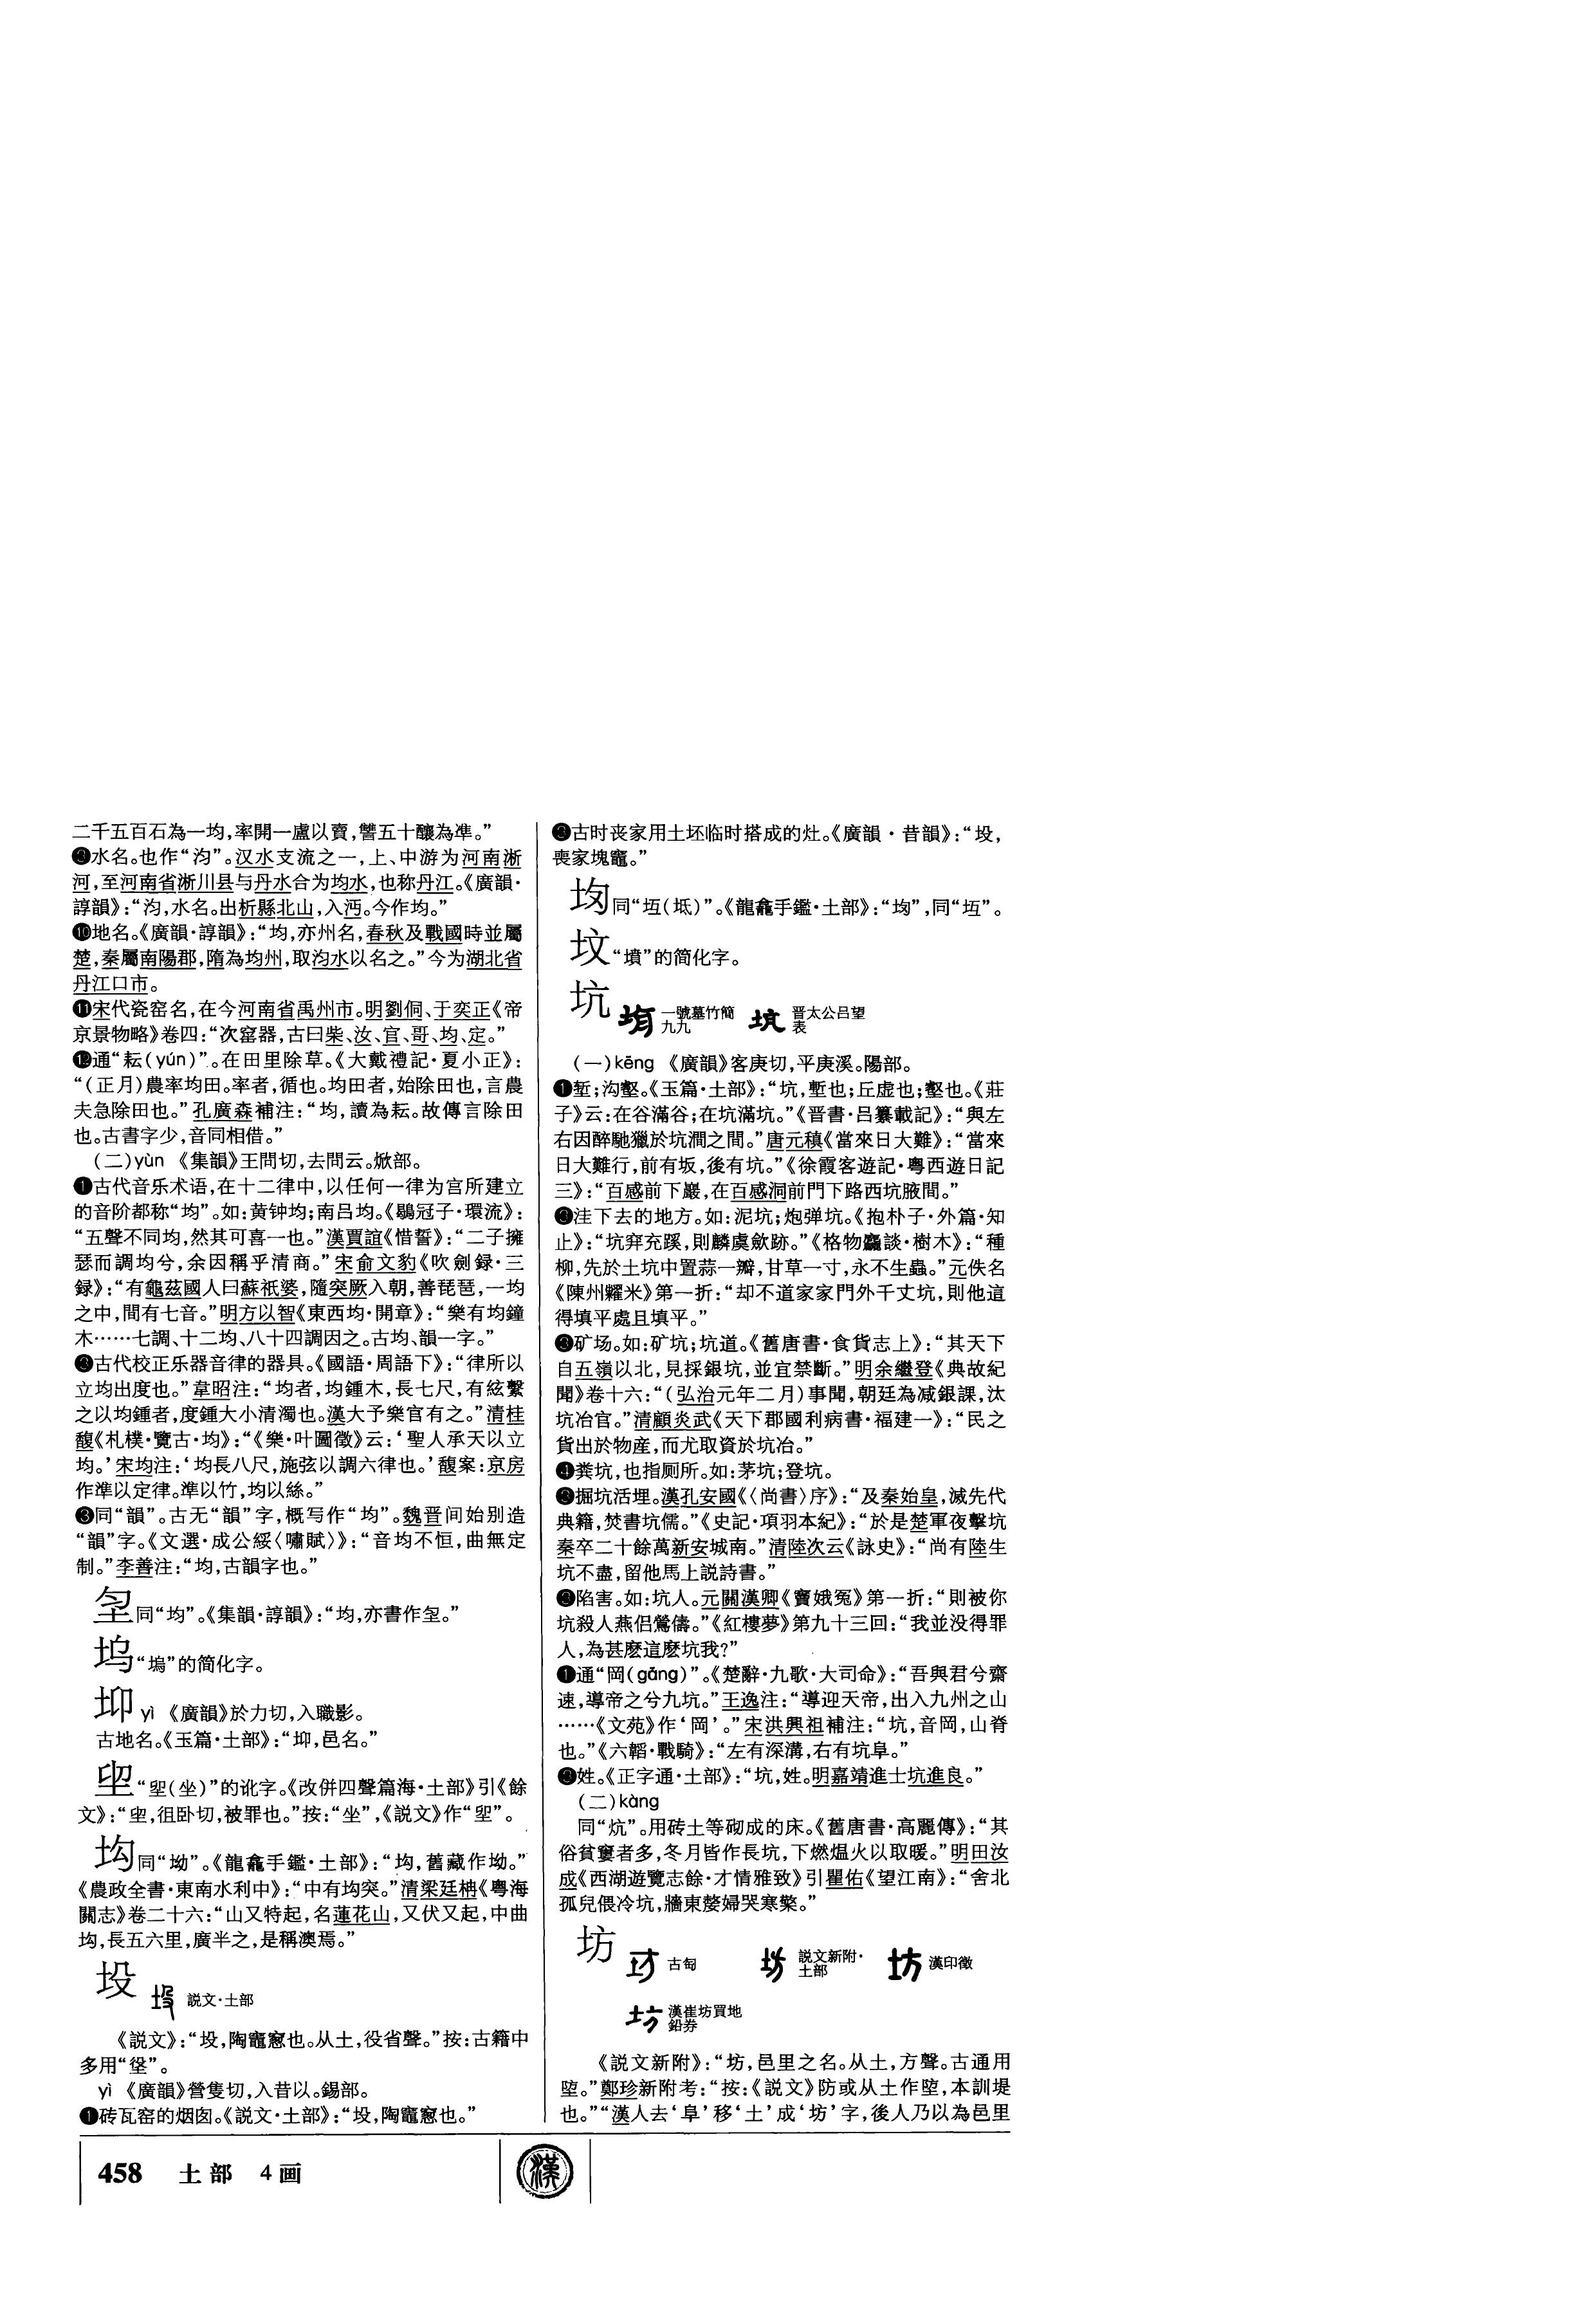 二千五百石為一均,率開一盧以賣,讐五十釀為準。”
❾水名。也作“沟”。汉水支流之一,上、中游为河南淅
河,至河南省淅川县与丹水合为均水,也称丹江。《廣韻·
諄韻》:“汮,水名。出析縣北山,入沔。今作均。”
❿地名。《廣韻·諄韻》:“均,亦州名,春秋及戰國時並屬
楚,秦屬南陽郡,隋為均州,取汮水以名之。”今为湖北省
丹江口市。
⓫宋代瓷窑名,在今河南省禹州市。明劉侗、于奕正《帝
京景物略》卷四:“次窰器,古曰柴、汝、官、哥、均、定。”
⓬通“耘(yún)”。在田里除草。《大戴禮記·夏小正》:
“(正月)農率均田。率者,循也。均田者,始除田也,言農
夫急除田也。”孔廣森補注:“均,讀為耘。故傳言除田
也。古書字少,音同相借。”
(二)yùn 《集韻》王問切,去問云。焮部。
❶古代音乐术语,在十二律中,以任何一律为宫所建立
的音阶都称“均”。如:黄钟均;南吕均。《鶡冠子·環流》:
“五聲不同均,然其可喜一也。”漢賈誼《惜誓》:“二子擁
瑟而調均兮,余因稱乎清商。”宋俞文豹《吹劍録·三
録》:“有龜茲國人曰蘇祇婆,隨突厥入朝,善琵琶,一均
之中,間有七音。”明方以智《東西均·開章》:“樂有均鐘
木……七調、十二均、八十四調因之。古均、韻一字。”
❷古代校正乐器音律的器具。《國語·周語下》:“律所以
立均出度也。”韋昭注:“均者,均鍾木,長七尺,有絃繫
之以均鍾者,度鍾大小清濁也。漢大予樂官有之。”清桂
馥《札樸·覽古·均》:“《樂·叶圖徵》云:‘聖人承天以立
均。’宋均注:‘均長八尺,施弦以調六律也。’馥案:京房
作準以定律。準以竹,均以絲。”
❸同“韻”。古无“韻”字,概写作“均”。魏晋间始别造
“韻”字。《文選·成公綏〈嘯賦〉》:“音均不恒,曲無定
制。”李善注:“均,古韻字也。”
同“均”。《集韻·諄韻》:“均,亦書作。”
坞“塢”的简化字。
yì 《廣韻》於力切,入職影。
古地名。《玉篇·土部》:“,邑名。”
“(坐)”的讹字。《改併四聲篇海·土部》引《餘
文》:“,徂卧切,被罪也。”按:“坐”,《説文》作“”。
坸同“坳”。《龍龕手鑑·土部》:“,舊藏作坳。”
《農政全書·東南水利中》:“中有突。”清梁廷柟《粤海
關志》卷二十六:“山又特起,名蓮花山,又伏又起,中曲
,長五六里,廣半之,是稱澳焉。”
坄 説文·土部
《説文》:“坄,陶竈窻也。从土,役省聲。”按:古籍中
多用“垼”。
yì 《廣韻》營隻切,入昔以。錫部。
❶砖瓦窑的烟囱。《説文·土部》:“坄,陶竈窻也。”
❷古时丧家用土坯临时搭成的灶。《廣韻·昔韻》:“坄,
喪家塊竈。”
同“坘(坻)”。《龍龕手鑑·土部》:“”,同“”。
坟“墳”的简化字。
坑 一號墓竹簡九九 晋太公吕望表
(一)kēng 《廣韻》客庚切,平庚溪。陽部。
❶堑;沟壑。《玉篇·土部》:“坑,塹也;丘虚也;壑也。《莊
子》云:在谷滿谷;在坑滿坑。”《晋書·吕纂載記》:“與左
右因醉馳獵於坑澗之間。”唐元稹《當來日大難》:“當來
日大難行,前有坂,後有坑。”《徐霞客遊記·粤西遊日記
三》:“百感前下巖,在百感洞前門下路西坑腋間。”
❷洼下去的地方。如:泥坑;炮弹坑。《抱朴子·外篇·知
止》:“坑穽充蹊,則麟虞斂跡。”《格物麤談·樹木》:“種
柳,先於土坑中置蒜一瓣,甘草一寸,永不生蟲。”元佚名
《陳州糶米》第一折:“却不道家家門外千丈坑,則他這
得填平處且填平。”
❸矿场。如:矿坑;坑道。《舊唐書·食貨志上》:“其天下
自五嶺以北,見採銀坑,並宜禁斷。”明余繼登《典故紀
聞》卷十六:“(弘治元年二月)事聞,朝廷為减銀課,汰
坑冶官。”清顧炎武《天下郡國利病書·福建一》:“民之
貨出於物産,而尤取資於坑冶。”
❹粪坑,也指厕所。如:茅坑;登坑。
❺掘坑活埋。漢孔安國《〈尚書〉序》:“及秦始皇,滅先代
典籍,焚書坑儒。”《史記·項羽本紀》:“於是楚軍夜擊坑
秦卒二十餘萬新安城南。”清陸次云《詠史》:“尚有陸生
坑不盡,留他馬上説詩書。”
❻陷害。如:坑人。元關漢卿《竇娥冤》第一折:“則被你
坑殺人燕侣鶯儔。”《紅樓夢》第九十三回:“我並没得罪
人,為甚麽這麽坑我?”
❼通“岡(gāng)”。《楚辭·九歌·大司命》:“吾與君兮齋
速,導帝之兮九坑。”王逸注:“導迎天帝,出入九州之山
……《文苑》作‘岡’。”宋洪興祖補注:“坑,音岡,山脊
也。”《六韜·戰騎》:“左有深溝,右有坑阜。”
❽姓。《正字通·土部》:“坑,姓。明嘉靖進士坑進良。”
(二)kàng
同“炕”。用砖土等砌成的床。《舊唐書·高麗傳》:“其
俗貧窶者多,冬月皆作長坑,下燃煴火以取暖。”明田汝
成《西湖遊覽志餘·才情雅致》引瞿佑《望江南》:“舍北
孤兒偎冷坑,牆東嫠婦哭寒檠。”
坊 古匋 説文新附·土部 漢印徵
漢崔坊買地鉛券
《説文新附》:“坊,邑里之名。从土,方聲。古通用
堏。”鄭珍新附考:“按:《説文》防或从土作堏,本訓堤
也。”“漢人去‘阜’移‘土’成‘坊’字,後人乃以為邑里
458 土部 4画
漢